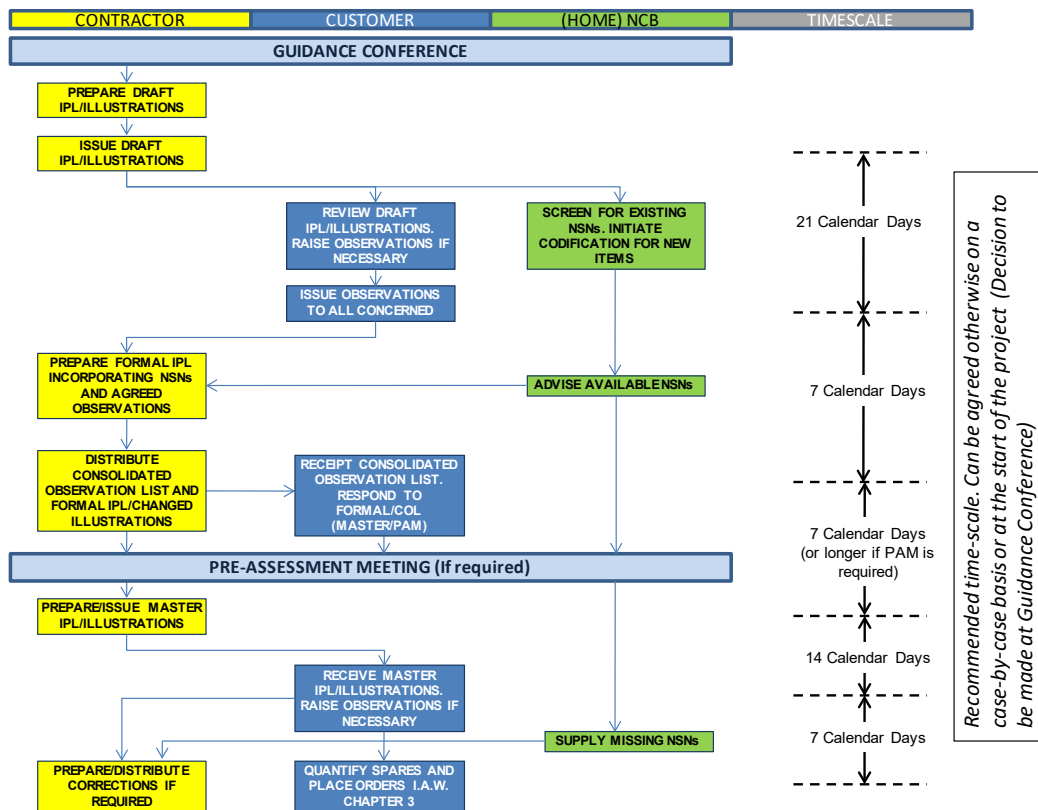 CONTRACTOR
CUSTOMER
(HOME) NCB
TIMESCALE
GUIDANCE CONFERENCE
PREPARE DRAFT
IPL/ILLUSTRATIONS
ISSUE DRAFT
IPL/ILLUSTRATIONS
REVIEW DRAFT
IPL/ILLUSTRATIONS.
RAISE OBSERVATIONS IF
NECESSARY
SCREEN FOR EXISTING
NSNs. INITIATE
CODIFICATION FOR NEW
ITEMS
21 Calendar Days
ISSUE OBSERVATIONS
TO ALL CONCERNED
PREPARE FORMAL IPL
INCORPORATING NSNs
AND AGREED
OBSERVATIONS
ADVISE AVAILABLE NSNs
7 Calendar Days
DISTRIBUTE
CONSOLIDATED
OBSERVATION LIST AND
FORMAL IPL/CHANGED
ILLUSTRATIONS
RECEIPT CONSOLIDATED
OBSERVATION LIST.
RESPOND TO
FORMAL/COL
(MASTER/PAM)
7 Calendar Days
(or longer if PAM is
required)
PRE-ASSESSMENT MEETING (If required)
PREPARE/ISSUE MASTER
IPL/ILLUSTRATIONS
14 Calendar Days
RECEIVE MASTER
IPL/ILLUSTRATIONS.
RAISE OBSERVATIONS IF
NECESSARY
SUPPLY MISSING NSNs
7 Calendar Days
PREPARE/DISTRIBUTE
CORRECTIONS IF
REQUIRED
QUANTIFY SPARES AND
PLACE ORDERS I.A.W.
CHAPTER 3
Recommended time-scale. Can be agreed otherwise on a
case-by-case basis or at the start of the project (Decision to
be made at Guidance Conference)